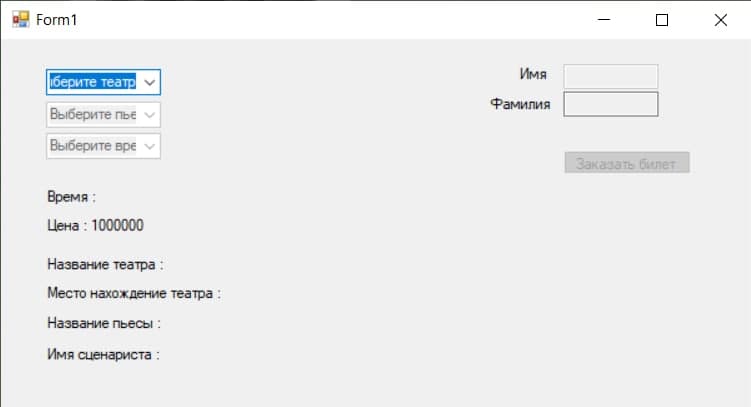 Form1
Выберите театр
Имя
Выберите пье
Фамилия
Выберите вре
Заказать билет
Время :
Цена : 1000000
Название театра :
Место нахождение театра :
Название пьесы :
Имя сценариста :